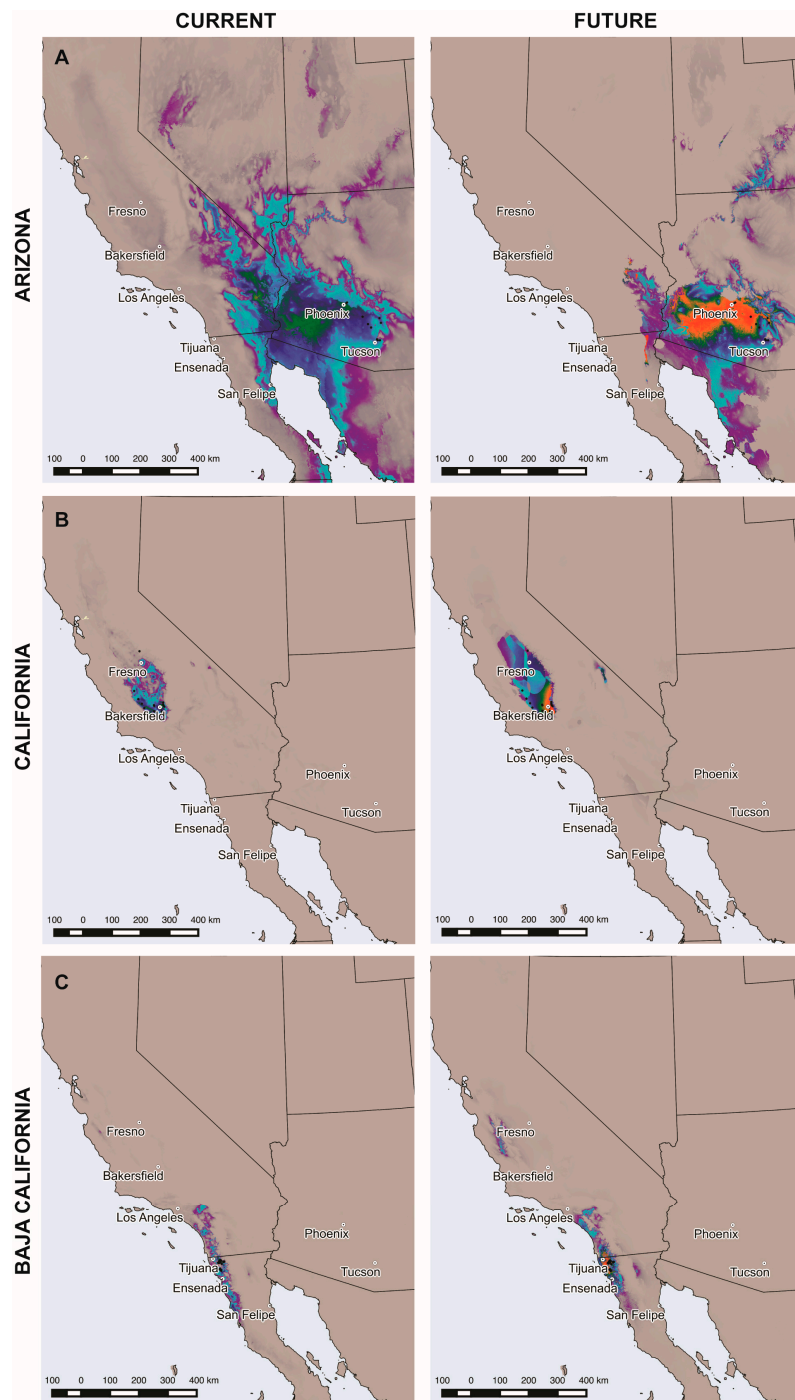 CURRENT
FUTURE
ARIZONA
A
Fresno
Bakersfield
Los Angeles
Phoenix
Tijuana
Tucson
Ensenada
San Felipe
100 0 100 200 300 400 km
Fresno
Bakersfield
Los Angeles
Phoenix
Tijuana
Tucson
Ensenada
San Felipe
100 0 100 200 300 400 km
CALIFORNIA
B
Fresno
Bakersfield
Los Angeles
Phoenix
Tijuana
Tucson
Ensenada
San Felipe
100 0 100 200 300 400 km
Fresno
Bakersfield
Los Angeles
Phoenix
Tijuana
Tucson
Ensenada
San Felipe
100 0 100 200 300 400 km
BAJA CALIFORNIA
C
Fresno
Bakersfield
Los Angeles
Phoenix
Tijuana
Tucson
Ensenada
San Felipe
100 0 100 200 300 400 km
Fresno
Bakersfield
Los Angeles
Phoenix
Tijuana
Tucson
Ensenada
San Felipe
100 0 100 200 300 400 km